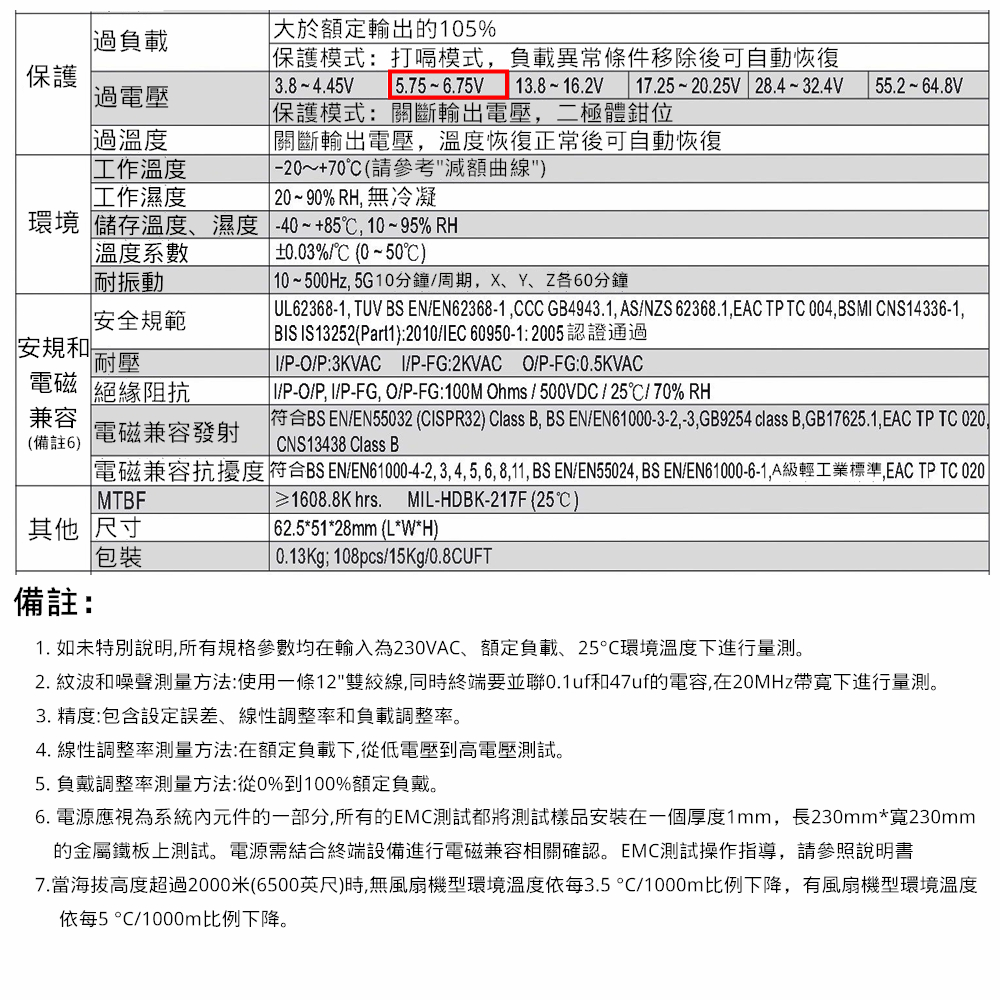 保護
過負載
大於額定輸出的105%
保護模式：打嗝模式，負載異常條件移除後可自動恢復
過電壓
3.8 ~ 4.45V 5.75 ~ 6.75V 13.8 ~ 16.2V 17.25 ~ 20.25V 28.4 ~ 32.4V 55.2 ~ 64.8V
保護模式：關斷輸出電壓，二極體鉗位
過溫度 關斷輸出電壓，溫度恢復正常後可自動恢復
環境
工作溫度 -20～+70℃(請參考"減額曲線")
工作濕度 20 ~ 90% RH, 無冷凝
儲存溫度、濕度 -40 ~ +85℃, 10 ~ 95% RH
溫度系數 ±0.03%/℃ (0 ~ 50℃)
耐振動 10 ~ 500Hz, 5G 10分鐘/周期，X、Y、Z各60分鐘
安規和
電磁
兼容
(備註6)
安全規範
UL62368-1, TUV BS EN/EN62368-1 ,CCC GB4943.1, AS/NZS 62368.1,EAC TP TC 004,BSMI CNS14336-1,
BIS IS13252(Part1):2010/IEC 60950-1: 2005 認證通過
耐壓 I/P-O/P:3KVAC I/P-FG:2KVAC O/P-FG:0.5KVAC
絕緣阻抗 I/P-O/P, I/P-FG, O/P-FG:100M Ohms / 500VDC / 25℃/ 70% RH
電磁兼容發射
符合BS EN/EN55032 (CISPR32) Class B, BS EN/EN61000-3-2,-3,GB9254 class B,GB17625.1,EAC TP TC 020,
CNS13438 Class B
電磁兼容抗擾度 符合BS EN/EN61000-4-2, 3, 4, 5, 6, 8,11, BS EN/EN55024, BS EN/EN61000-6-1,A級輕工業標準,EAC TP TC 020
其他
MTBF ≥1608.8K hrs. MIL-HDBK-217F (25℃)
尺寸 62.5*51*28mm (L*W*H)
包裝 0.13Kg; 108pcs/15Kg/0.8CUFT
備註：
1. 如未特別說明,所有規格參數均在輸入為230VAC、額定負載、25°C環境溫度下進行量測。
2. 紋波和噪聲測量方法:使用一條12"雙絞線,同時終端要並聯0.1uf和47uf的電容,在20MHz帶寬下進行量測。
3. 精度:包含設定誤差、線性調整率和負載調整率。
4. 線性調整率測量方法:在額定負載下,從低電壓到高電壓測試。
5. 負戴調整率測量方法:從0%到100%額定負戴。
6. 電源應視為系統內元件的一部分,所有的EMC測試都將測試樣品安裝在一個厚度1mm，長230mm*寬230mm
的金屬鐵板上測試。電源需結合終端設備進行電磁兼容相關確認。EMC測試操作指導，請參照說明書
7.當海拔高度超過2000米(6500英尺)時,無風扇機型環境溫度依每3.5 °C/1000m比例下降，有風扇機型環境溫度
依每5 °C/1000m比例下降。